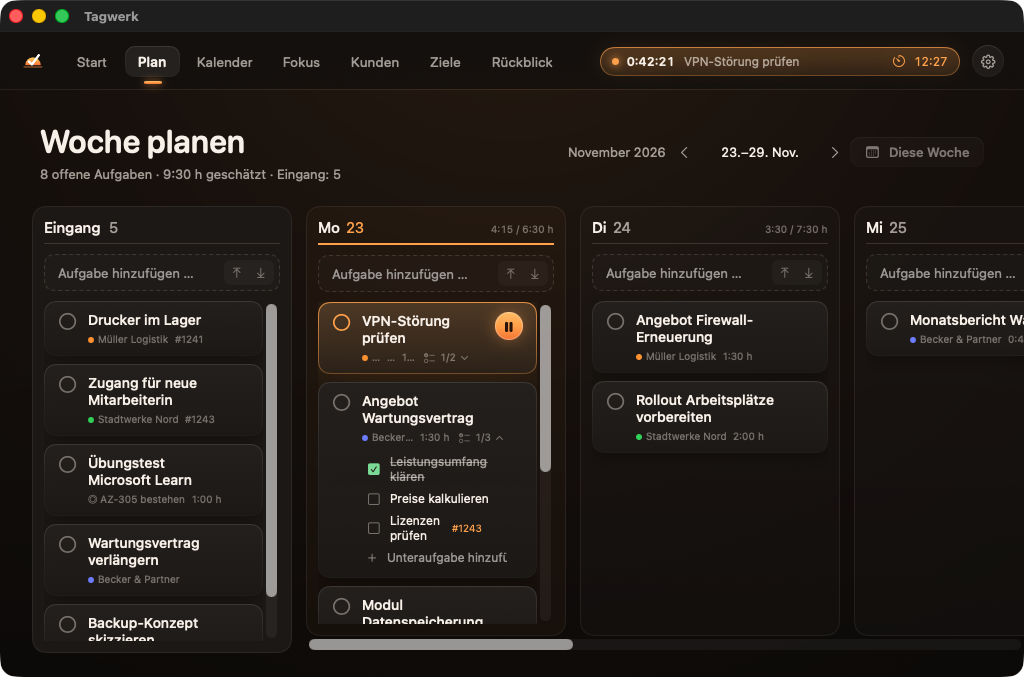 Tagwerk
Start
Plan
Kalender
Fokus
Kunden
Ziele
Rückblick
0:42:21 VPN-Störung prüfen
12:27
Woche planen
8 offene Aufgaben · 9:30 h geschätzt · Eingang: 5
November 2026
23.–29. Nov.
Diese Woche
Eingang 5
Aufgabe hinzufügen ...
Drucker im Lager
Müller Logistik #1241
Zugang für neue
Mitarbeiterin
Stadtwerke Nord #1243
Übungstest
Microsoft Learn
AZ-305 bestehen 1:00 h
Wartungsvertrag
verlängern
Becker & Partner
Backup-Konzept
skizzieren
Mo 23
4:15 / 6:30 h
Aufgabe hinzufügen ...
VPN-Störung
prüfen
... ... 1... 1/2
Angebot
Wartungsvertrag
Becker... 1:30 h 1/3
Leistungsumfang
klären
Preise kalkulieren
Lizenzen
prüfen
#1243
Unteraufgabe hinzufü
Modul
Datenspeicherung
Di 24
3:30 / 7:30 h
Aufgabe hinzufügen ...
Angebot Firewall-
Erneuerung
Müller Logistik 1:30 h
Rollout Arbeitsplätze
vorbereiten
Stadtwerke Nord 2:00 h
Mi 25
Aufgabe hinzufügen ...
Monatsbericht
Becker & Partner